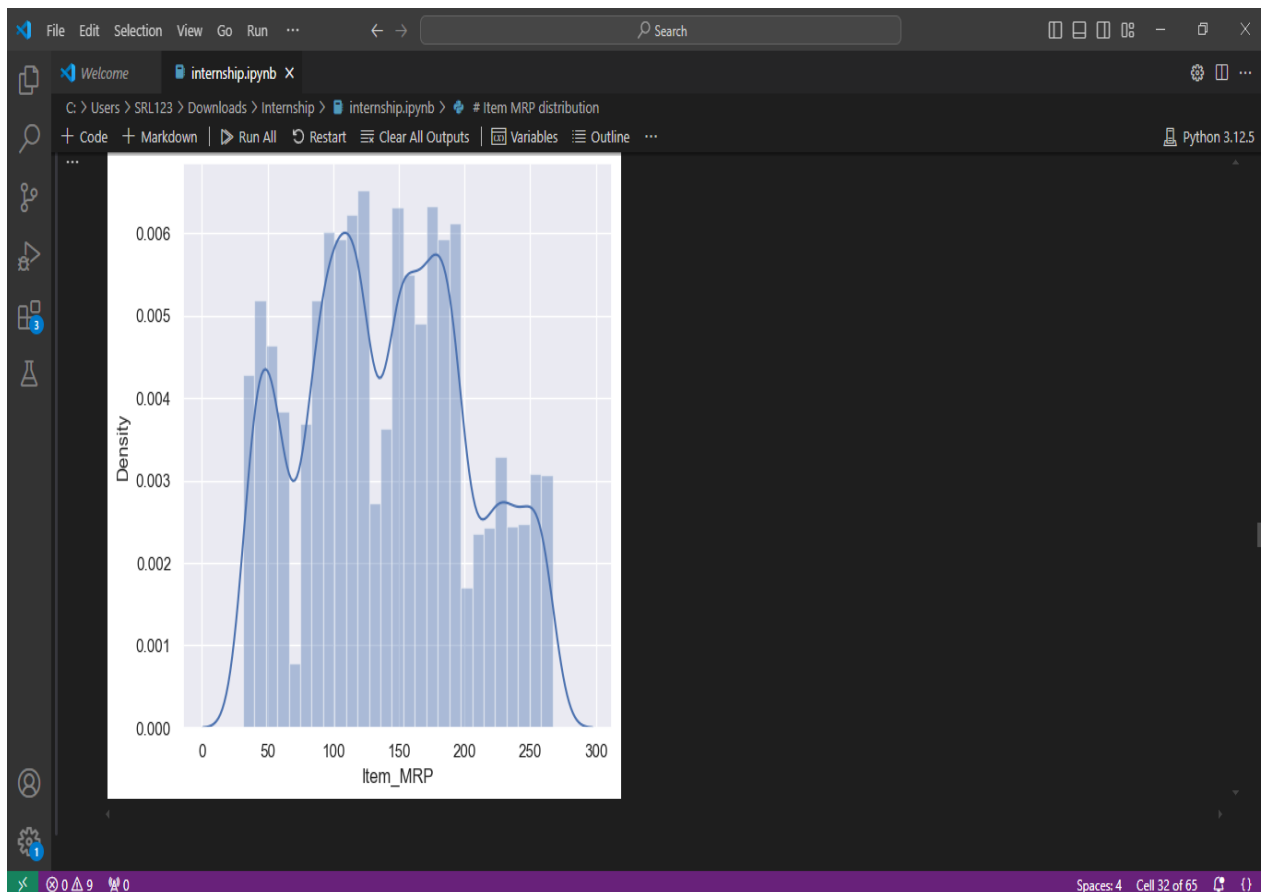 File Edit Selection View Go Run ··· ← → Search
Welcome internship.ipynb ×
C: > Users > SRL123 > Downloads > Internship > internship.ipynb > # Item MRP distribution
+ Code + Markdown | Run All Restart Clear All Outputs | Variables Outline ··· Python 3.12.5
...
0.006
0.005
0.004
0.003
0.002
0.001
0.000
Density
0 50 100 150 200 250 300
Item_MRP
3
1
0 9 0 Spaces: 4 Cell 32 of 65 {}